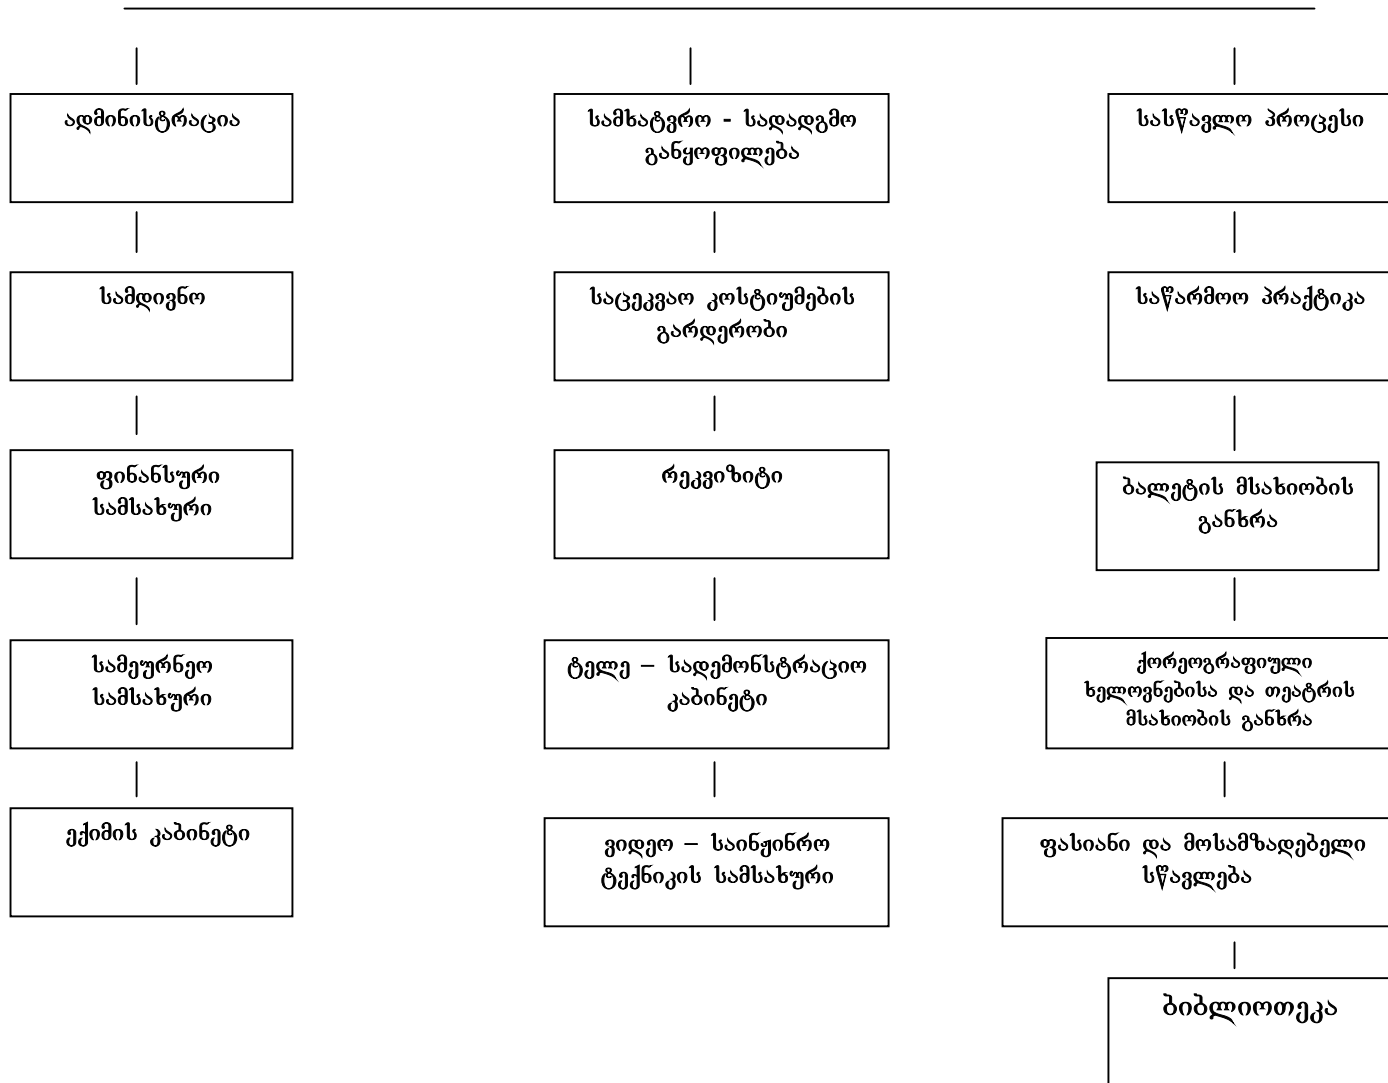 ადმინისტრაცია
სამდივნო
ფინანსური
სამსახური
სამეურნეო
სამსახური
ექიმის კაბინეტი
სამხატვრო - სადადგმო
განყოფილება
საცეკვაო კოსტიუმების
გარდერობი
რეკვიზიტი
ტელე – სადემონსტრაციო
კაბინეტი
ვიდეო – საინჟინრო
ტექნიკის სამსახური
სასწავლო პროცესი
საწარმოო პრაქტიკა
ბალეტის მსახიობის
განხრა
ქორეოგრაფიული
ხელოვნებისა და თეატრის
მსახიობის განხრა
ფასიანი და მოსამზადებელი
სწავლება
ბიბლიოთეკა